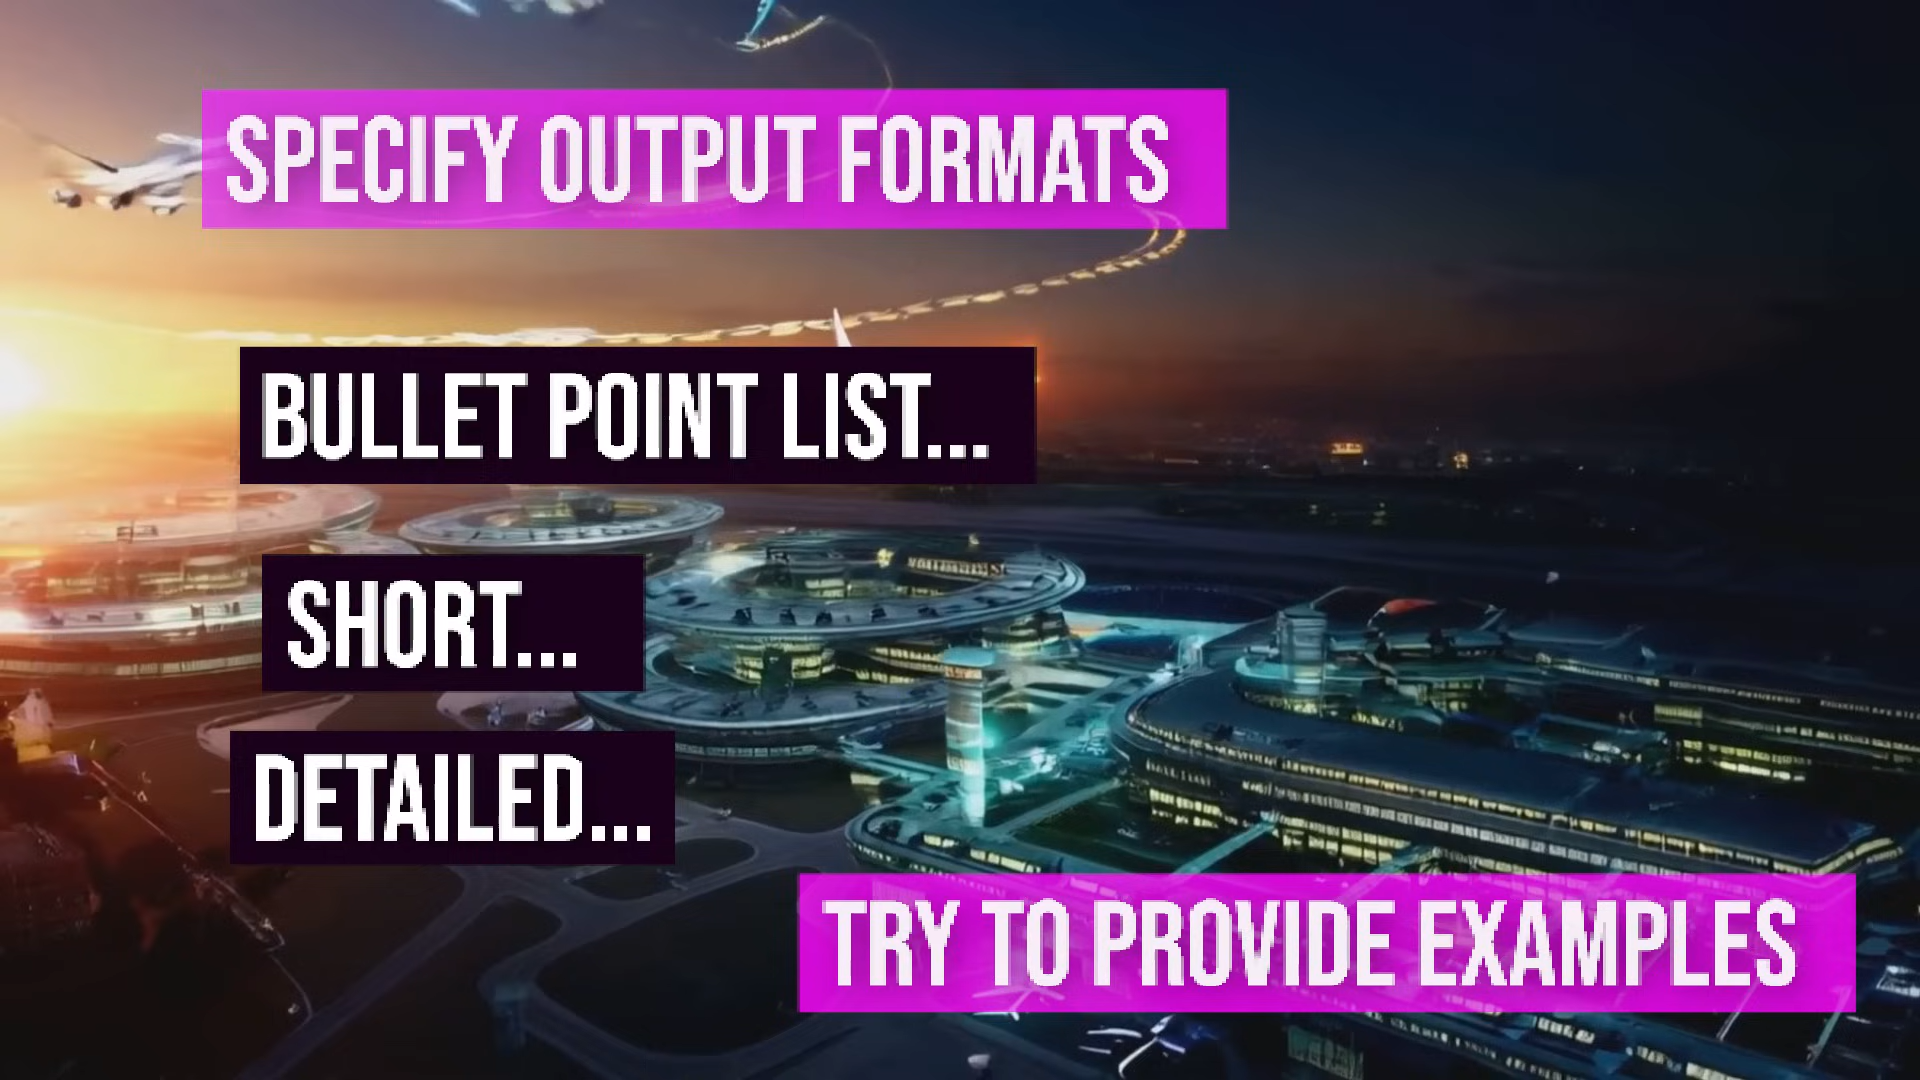 SPECIFY OUTPUT FORMATS
BULLET POINT LIST...
SHORT...
DETAILED...
TRY TO PROVIDE EXAMPLES